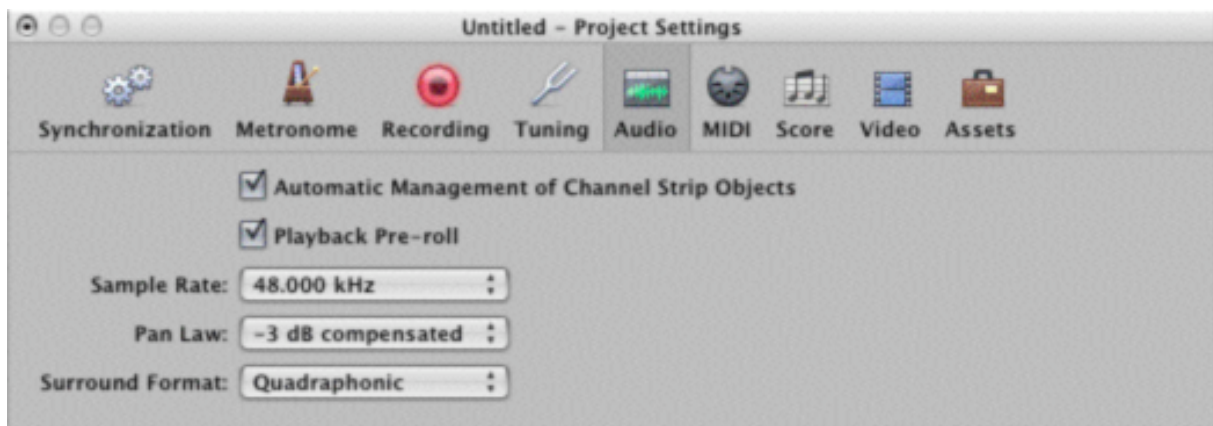 Untitled – Project Settings
Synchronization Metronome Recording Tuning Audio MIDI Score Video Assets
Automatic Management of Channel Strip Objects
Playback Pre-roll
Sample Rate: 48.000 kHz
Pan Law: -3 dB compensated
Surround Format: Quadraphonic